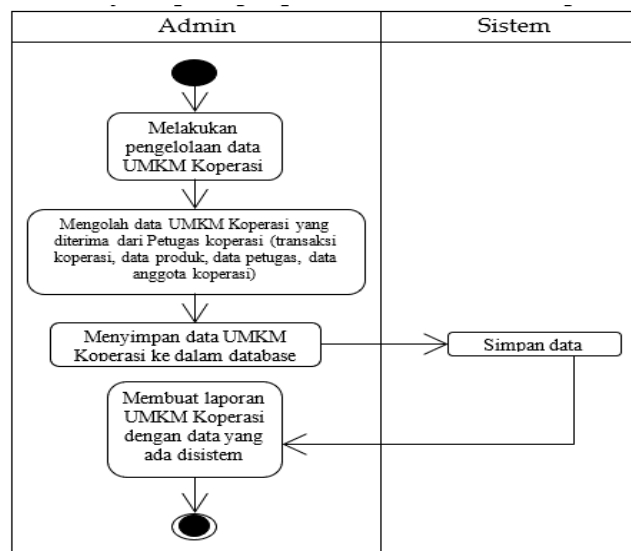 Admin
Sistem
Melakukan
pengelolaan data
UMKM Koperasi
Mengolah data UMKM Koperasi yang
diterima dari Petugas koperasi (transaksi
koperasi, data produk, data petugas, data
anggota koperasi)
Menyimpan data UMKM
Koperasi ke dalam database
Simpan data
Membuat laporan
UMKM Koperasi
dengan data yang
ada disistem